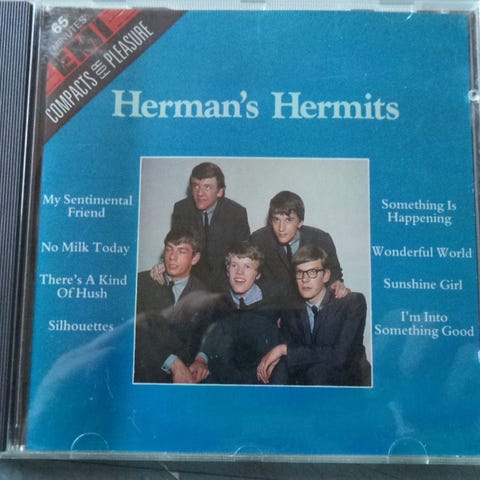 65
MINUTES
EMI
COMPACTS FOR PLEASURE
Herman's Hermits
My Sentimental
Friend
No Milk Today
There's A Kind
Of Hush
Silhouettes
Something Is
Happening
Wonderful World
Sunshine Girl
I'm Into
Something Good